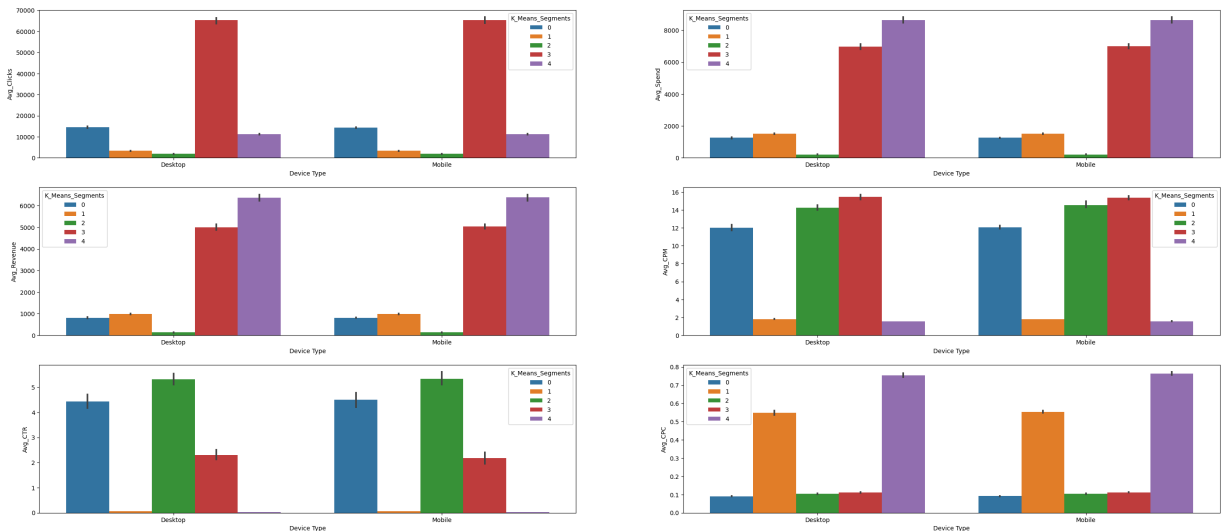 Avg_Clicks
70000
60000
50000
40000
30000
20000
10000
0
Desktop
Mobile
Device Type
K_Means_Segments
0
1
2
3
4
Avg_Spend
8000
6000
4000
2000
0
Desktop
Mobile
Device Type
K_Means_Segments
0
1
2
3
4
Avg_Revenue
6000
5000
4000
3000
2000
1000
0
Desktop
Mobile
Device Type
K_Means_Segments
0
1
2
3
4
Avg_CPM
16
14
12
10
8
6
4
2
0
Desktop
Mobile
Device Type
K_Means_Segments
0
1
2
3
4
Avg_CTR
5
4
3
2
1
0
Desktop
Mobile
Device Type
K_Means_Segments
0
1
2
3
4
Avg_CPC
0.8
0.7
0.6
0.5
0.4
0.3
0.2
0.1
0.0
Desktop
Mobile
Device Type
K_Means_Segments
0
1
2
3
4